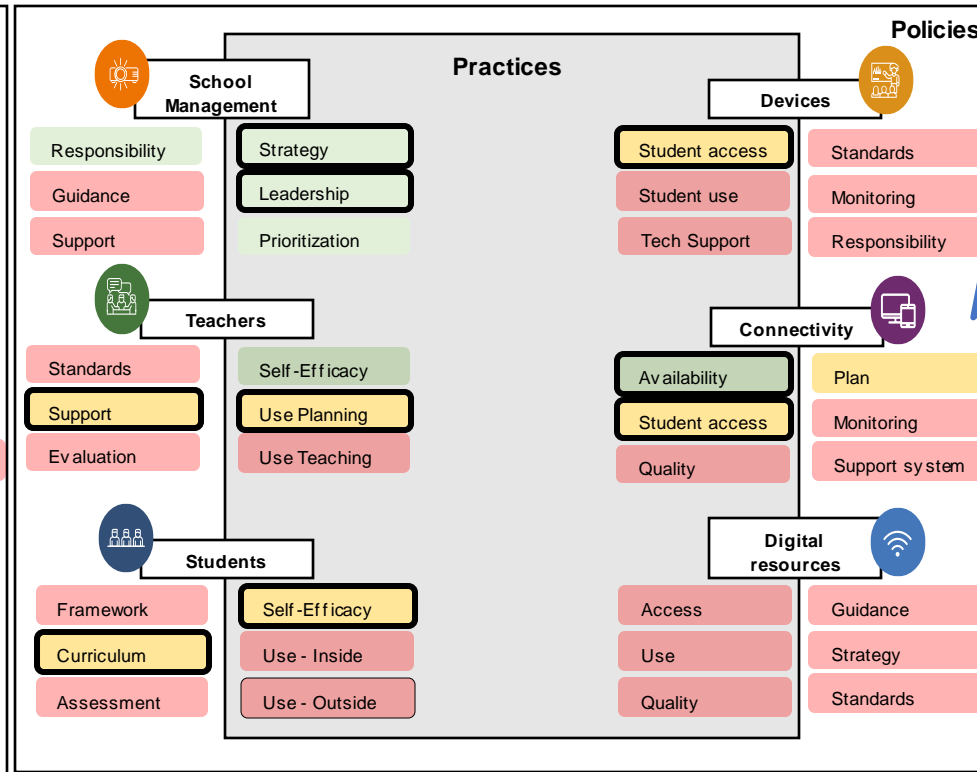 Policies
Practices
School
Management
Responsibility
Guidance
Support
Strategy
Leadership
Prioritization
Teachers
Standards
Support
Evaluation
Self-Efficacy
Use Planning
Use Teaching
Students
Framework
Curriculum
Assessment
Self-Efficacy
Use - Inside
Use - Outside
Devices
Student access
Student use
Tech Support
Standards
Monitoring
Responsibility
Connectivity
Availability
Student access
Quality
Plan
Monitoring
Support system
Digital
resources
Access
Use
Quality
Guidance
Strategy
Standards